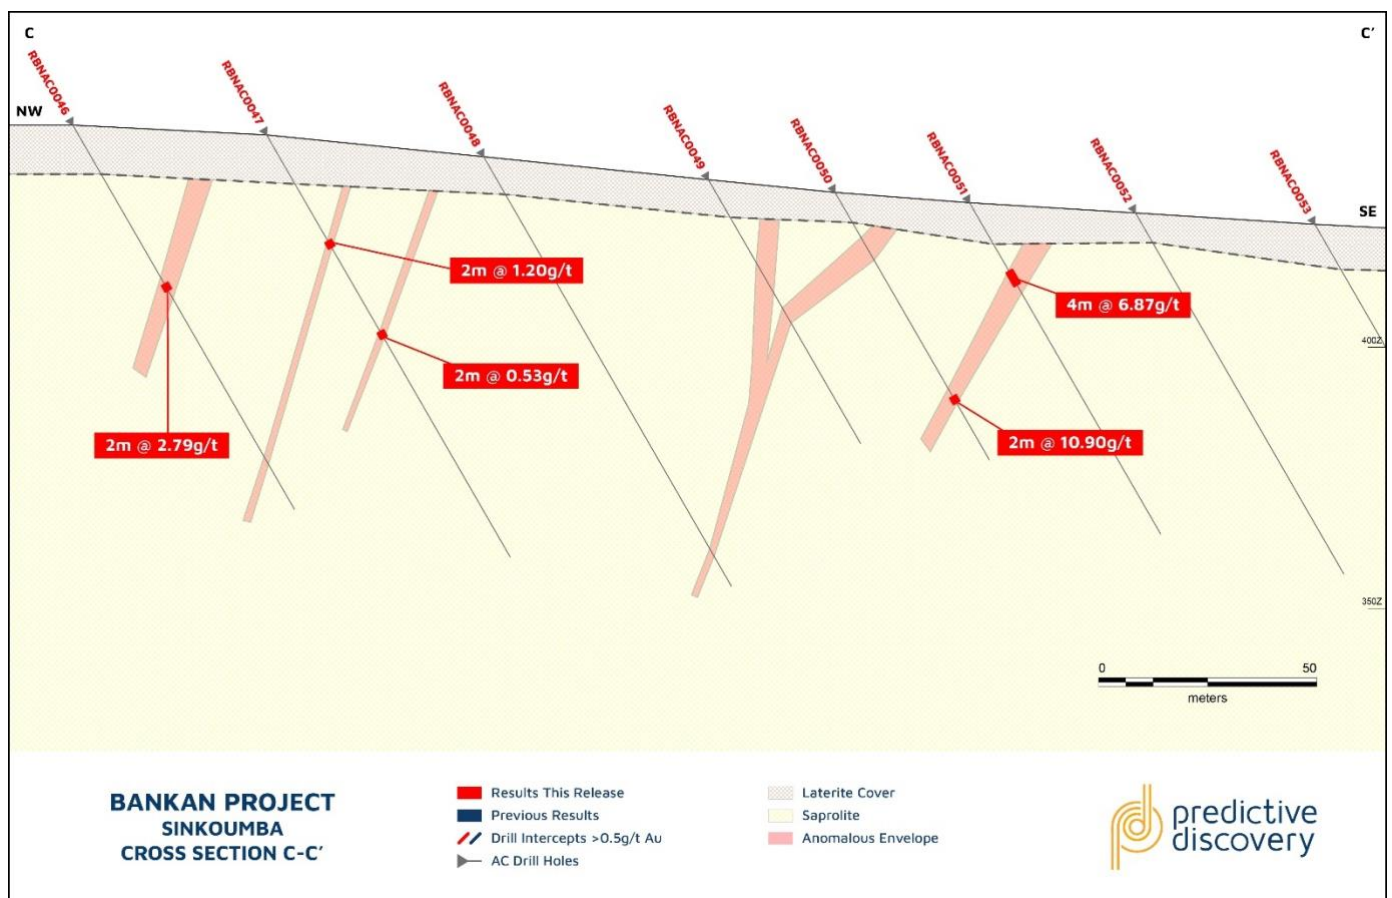 C
C'
RBNAC0046
RBNAC0047
RBNAC0048
RBNAC0049
RBNAC0050
RBNAC0051
RBNAC0052
RBNAC0053
NW
SE
2m @ 1.20g/t
4m @ 6.87g/t
400Z
2m @ 0.53g/t
2m @ 2.79g/t
2m @ 10.90g/t
350Z
0 50
meters
BANKAN PROJECT
SINKOUMBA
CROSS SECTION C-C'
Results This Release
Previous Results
Drill Intercepts >0.5g/t Au
AC Drill Holes
Laterite Cover
Saprolite
Anomalous Envelope
predictive
discovery